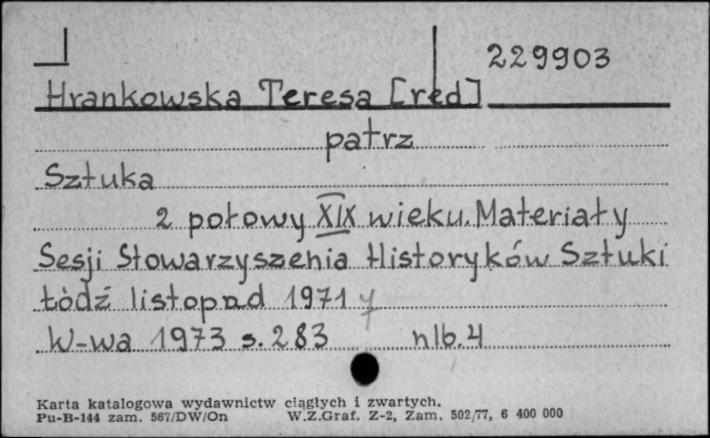 229903
Hrankowska Teresa [red]
patrz
Sztuka
2 połowy XIX wieku. Materiały
Sesji Stowarzyszenia Historyków Sztuki
Łódź listopad 1971
W-wa 1973 s. 283 nlb. 4
Karta katalogowa wydawnictw ciągłych i zwartych.
Pu-B-144 zam. 567/DW/On W.Z.Graf. Z-2, Zam. 502/77, 6 400 000